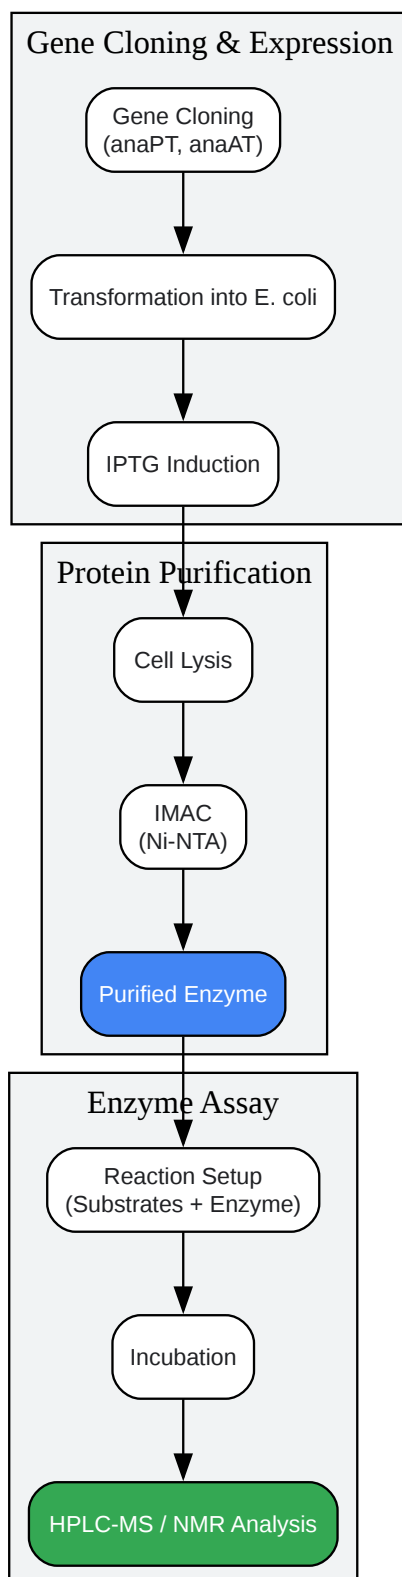 Gene Cloning & Expression
Gene Cloning
(anaPT, anaAT)
Transformation into E. coli
IPTG Induction
Protein Purification
Cell Lysis
IMAC
(Ni-NTA)
Purified Enzyme
Enzyme Assay
Reaction Setup
(Substrates + Enzyme)
Incubation
HPLC-MS / NMR Analysis